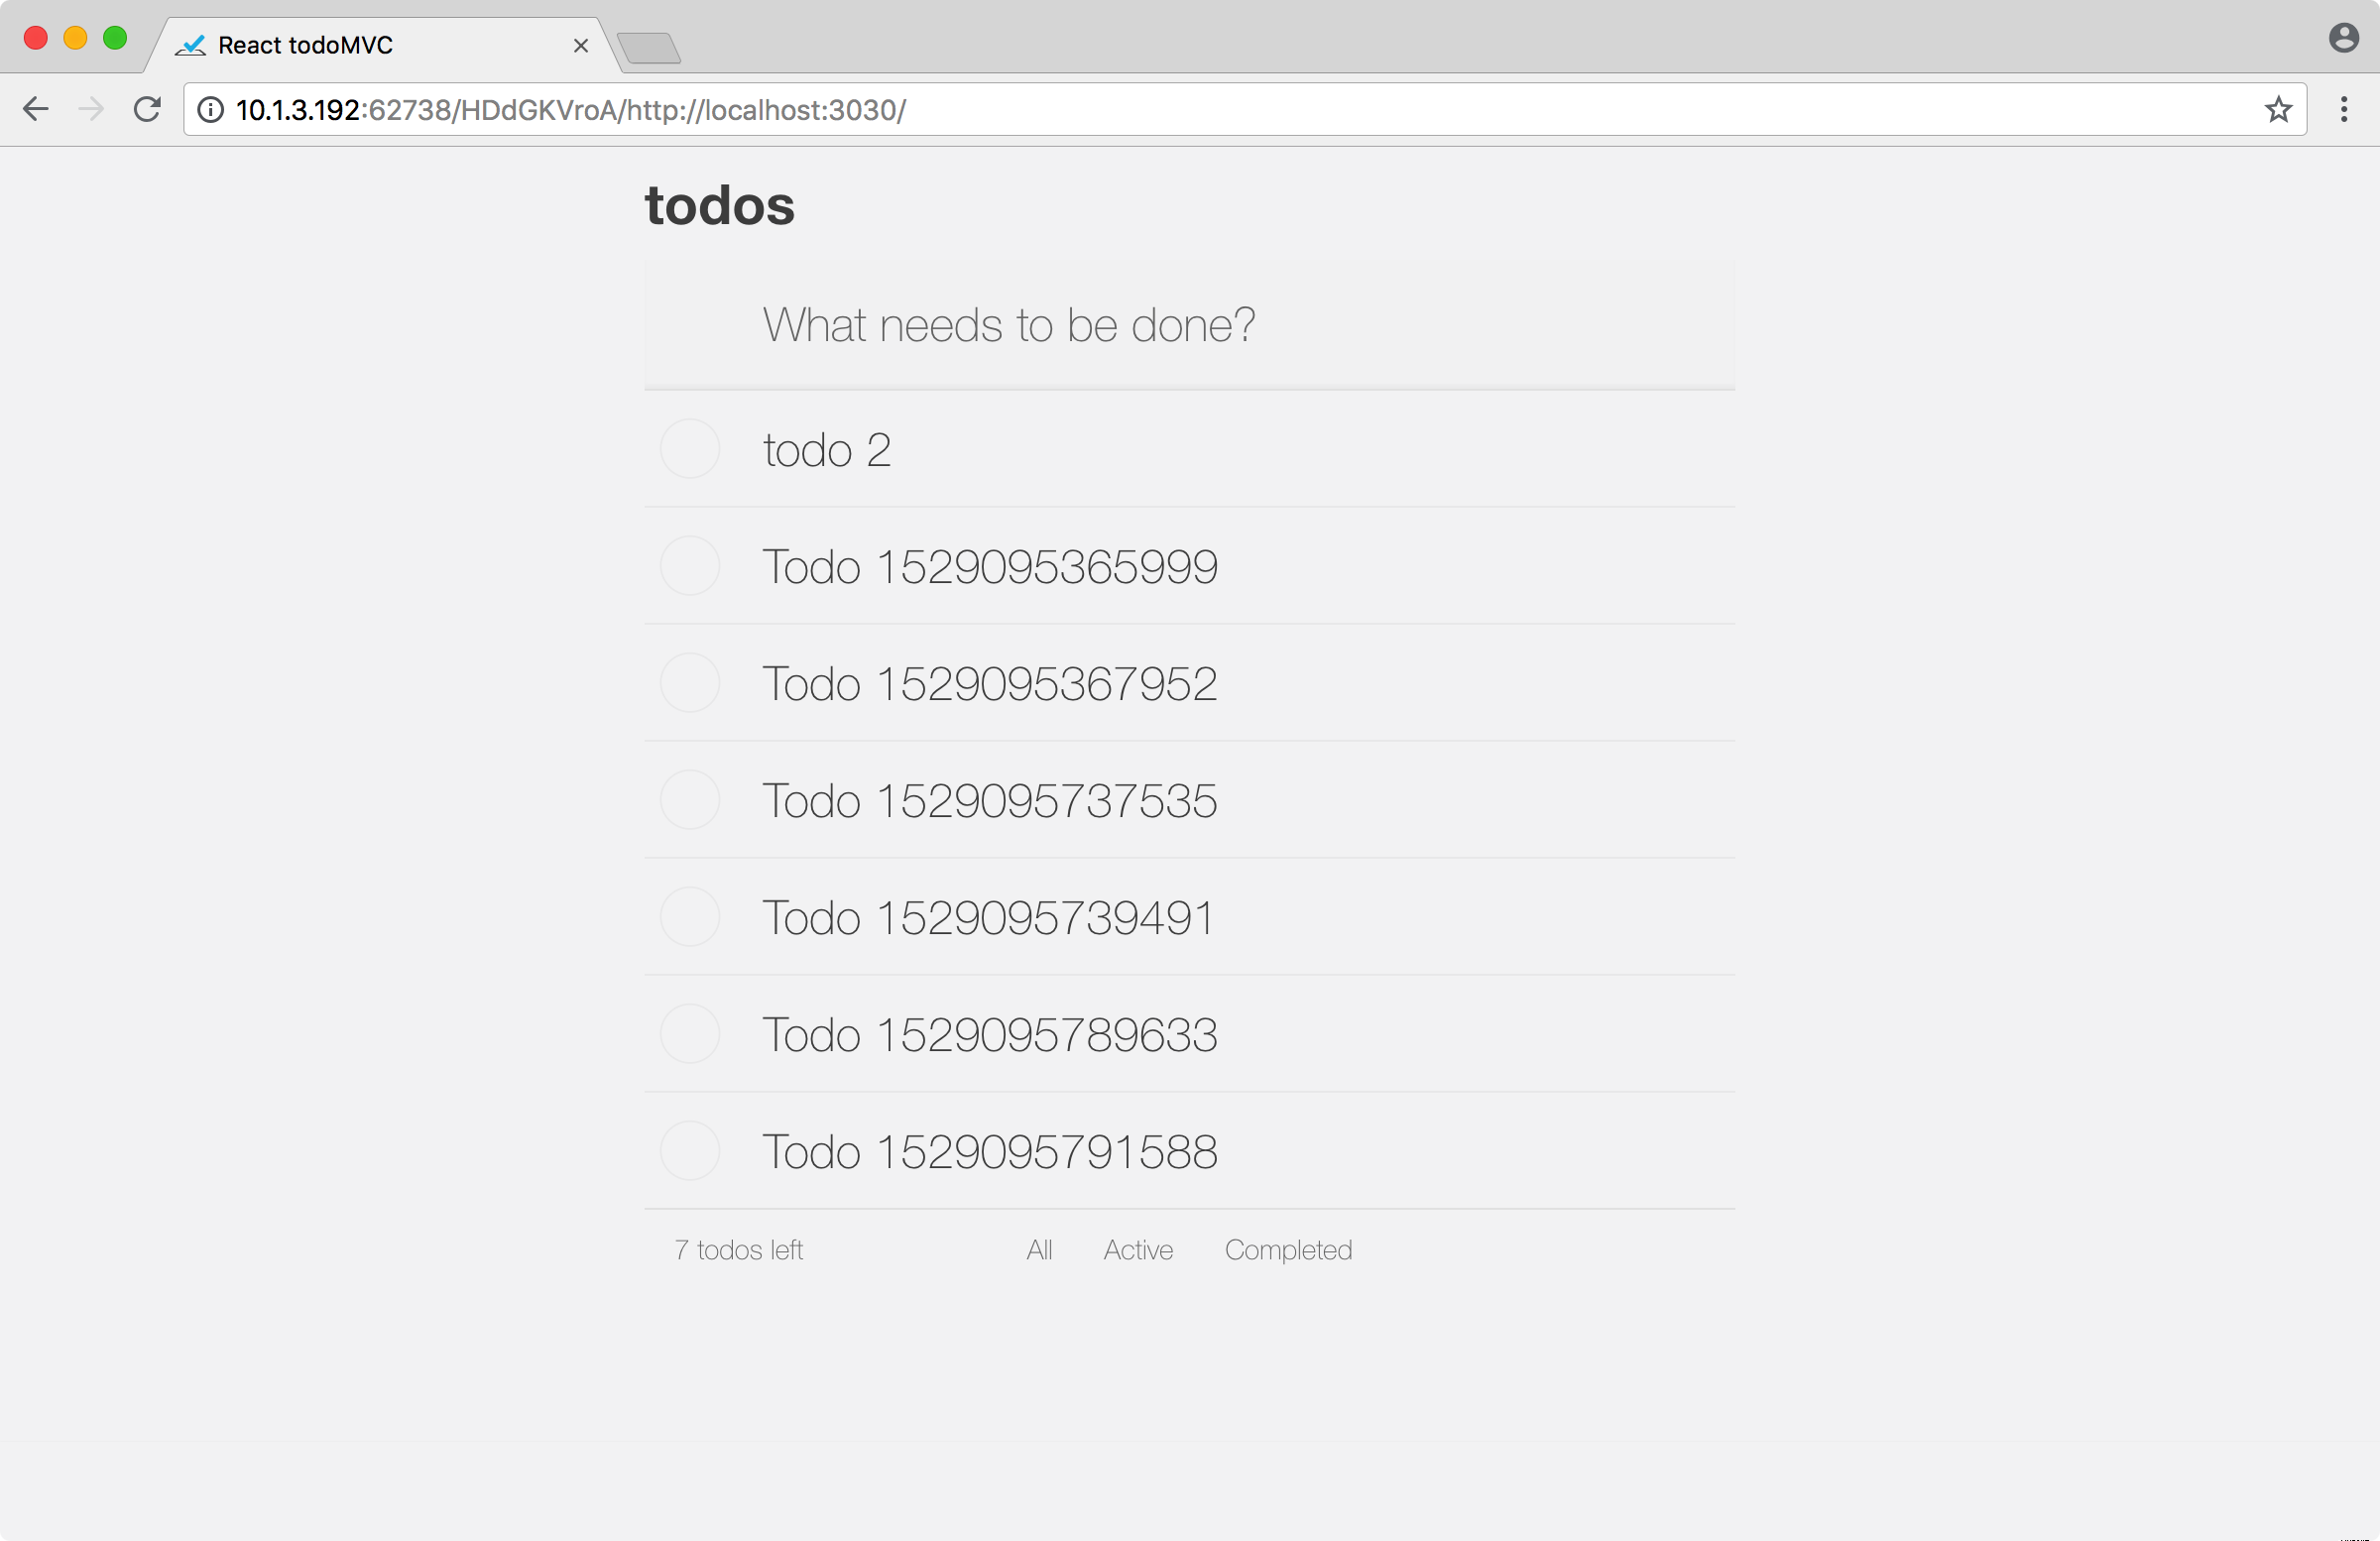 React todoMVC
10.1.3.192:62738/HDdGKVroA/http://localhost:3030/
todos
What needs to be done?
todo 2
Todo 1529095365999
Todo 1529095367952
Todo 1529095737535
Todo 1529095739491
Todo 1529095789633
Todo 1529095791588
7 todos left All Active Completed